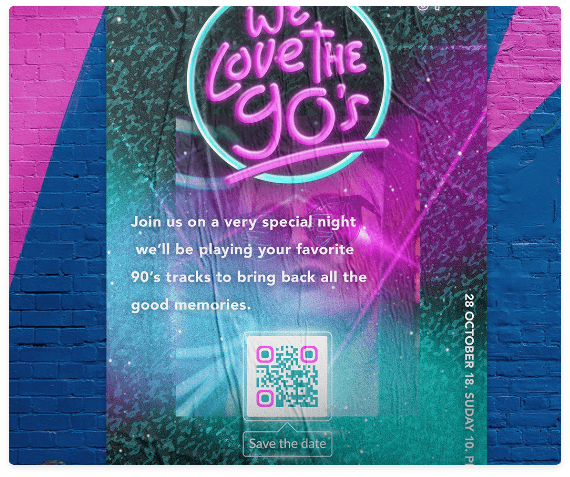 We
Love The
90's
Join us on a very special night
we'll be playing your favorite
90's tracks to bring back all the
good memories.
28 OCTOBER 18. SUDAY 10. P
Save the date